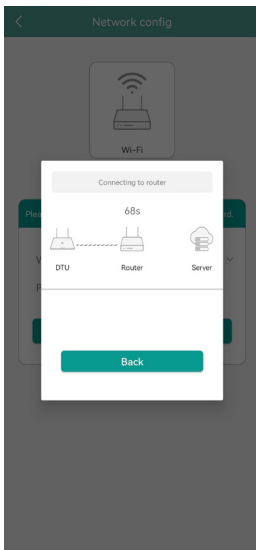 Network config
Wi-Fi
Connecting to router
68s
DTU Router Server
Back